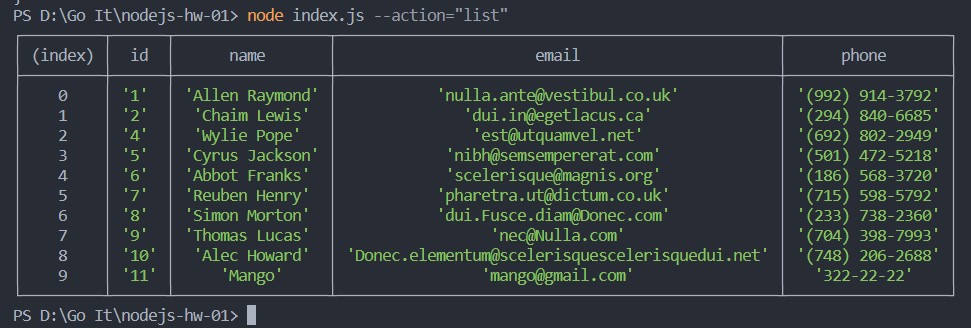 PS D:\Go It\nodejs-hw-01> node index.js --action="list"
(index) id name email phone
0 '1' 'Allen Raymond' 'nulla.ante@vestibul.co.uk' '(992) 914-3792'
1 '2' 'Chaim Lewis' 'dui.in@egetlacus.ca' '(294) 840-6685'
2 '4' 'Wylie Pope' 'est@utquamvel.net' '(692) 802-2949'
3 '5' 'Cyrus Jackson' 'nibh@semsempererat.com' '(501) 472-5218'
4 '6' 'Abbot Franks' 'scelerisque@magnis.org' '(186) 568-3720'
5 '7' 'Reuben Henry' 'pharetra.ut@dictum.co.uk' '(715) 598-5792'
6 '8' 'Simon Morton' 'dui.Fusce.diam@Donec.com' '(233) 738-2360'
7 '9' 'Thomas Lucas' 'nec@Nulla.com' '(704) 398-7993'
8 '10' 'Alec Howard' 'Donec.elementum@scelerisquescelerisquedui.net' '(748) 206-2688'
9 '11' 'Mango' 'mango@gmail.com' '322-22-22'
PS D:\Go It\nodejs-hw-01>